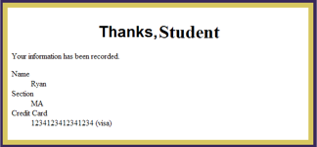 Thanks,Student
Your information has been recorded.
Name
Ryan
Section
MA
Credit Card
1234123412341234 (visa)